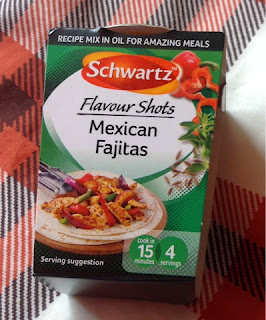 RECIPE MIX IN OIL FOR AMAZING MEALS
Schwartz™
Flavour Shots
Mexican
Fajitas
cook in
15
minutes
4
servings
Serving suggestion